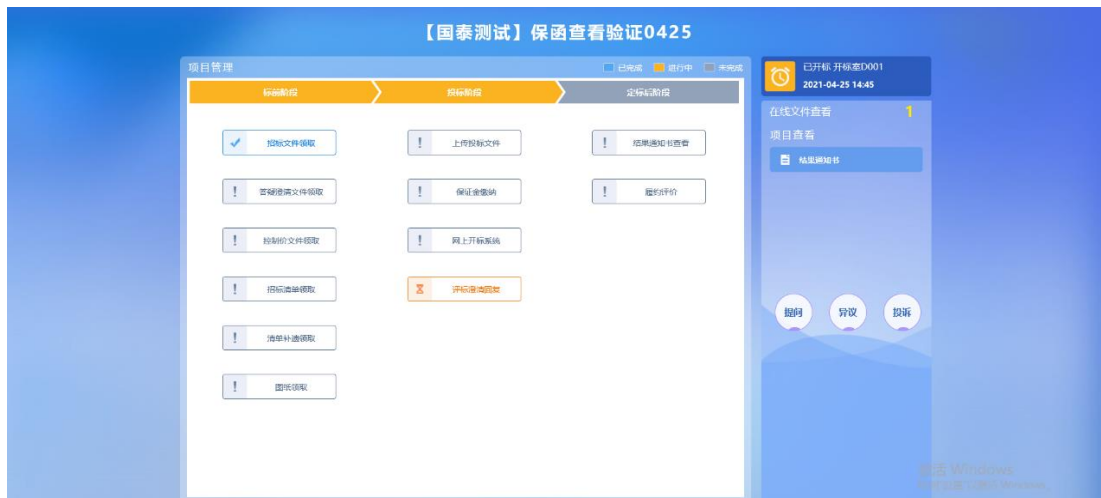 【国泰测试】保函查看验证0425
项目管理
已完成 进行中 未完成
标前阶段 投标阶段 定标后阶段
招标文件领取 上传投标文件 结果通知书查看
答疑澄清文件领取 保证金缴纳 履约评价
控制价文件领取 网上开标系统
招标清单领取 评标澄清回复
清单补遗领取
图纸领取
已开标 开标室D001
2021-04-25 14:45
在线文件查看 1
项目查看
结果通知书
提问 异议 投诉
激活 Windows